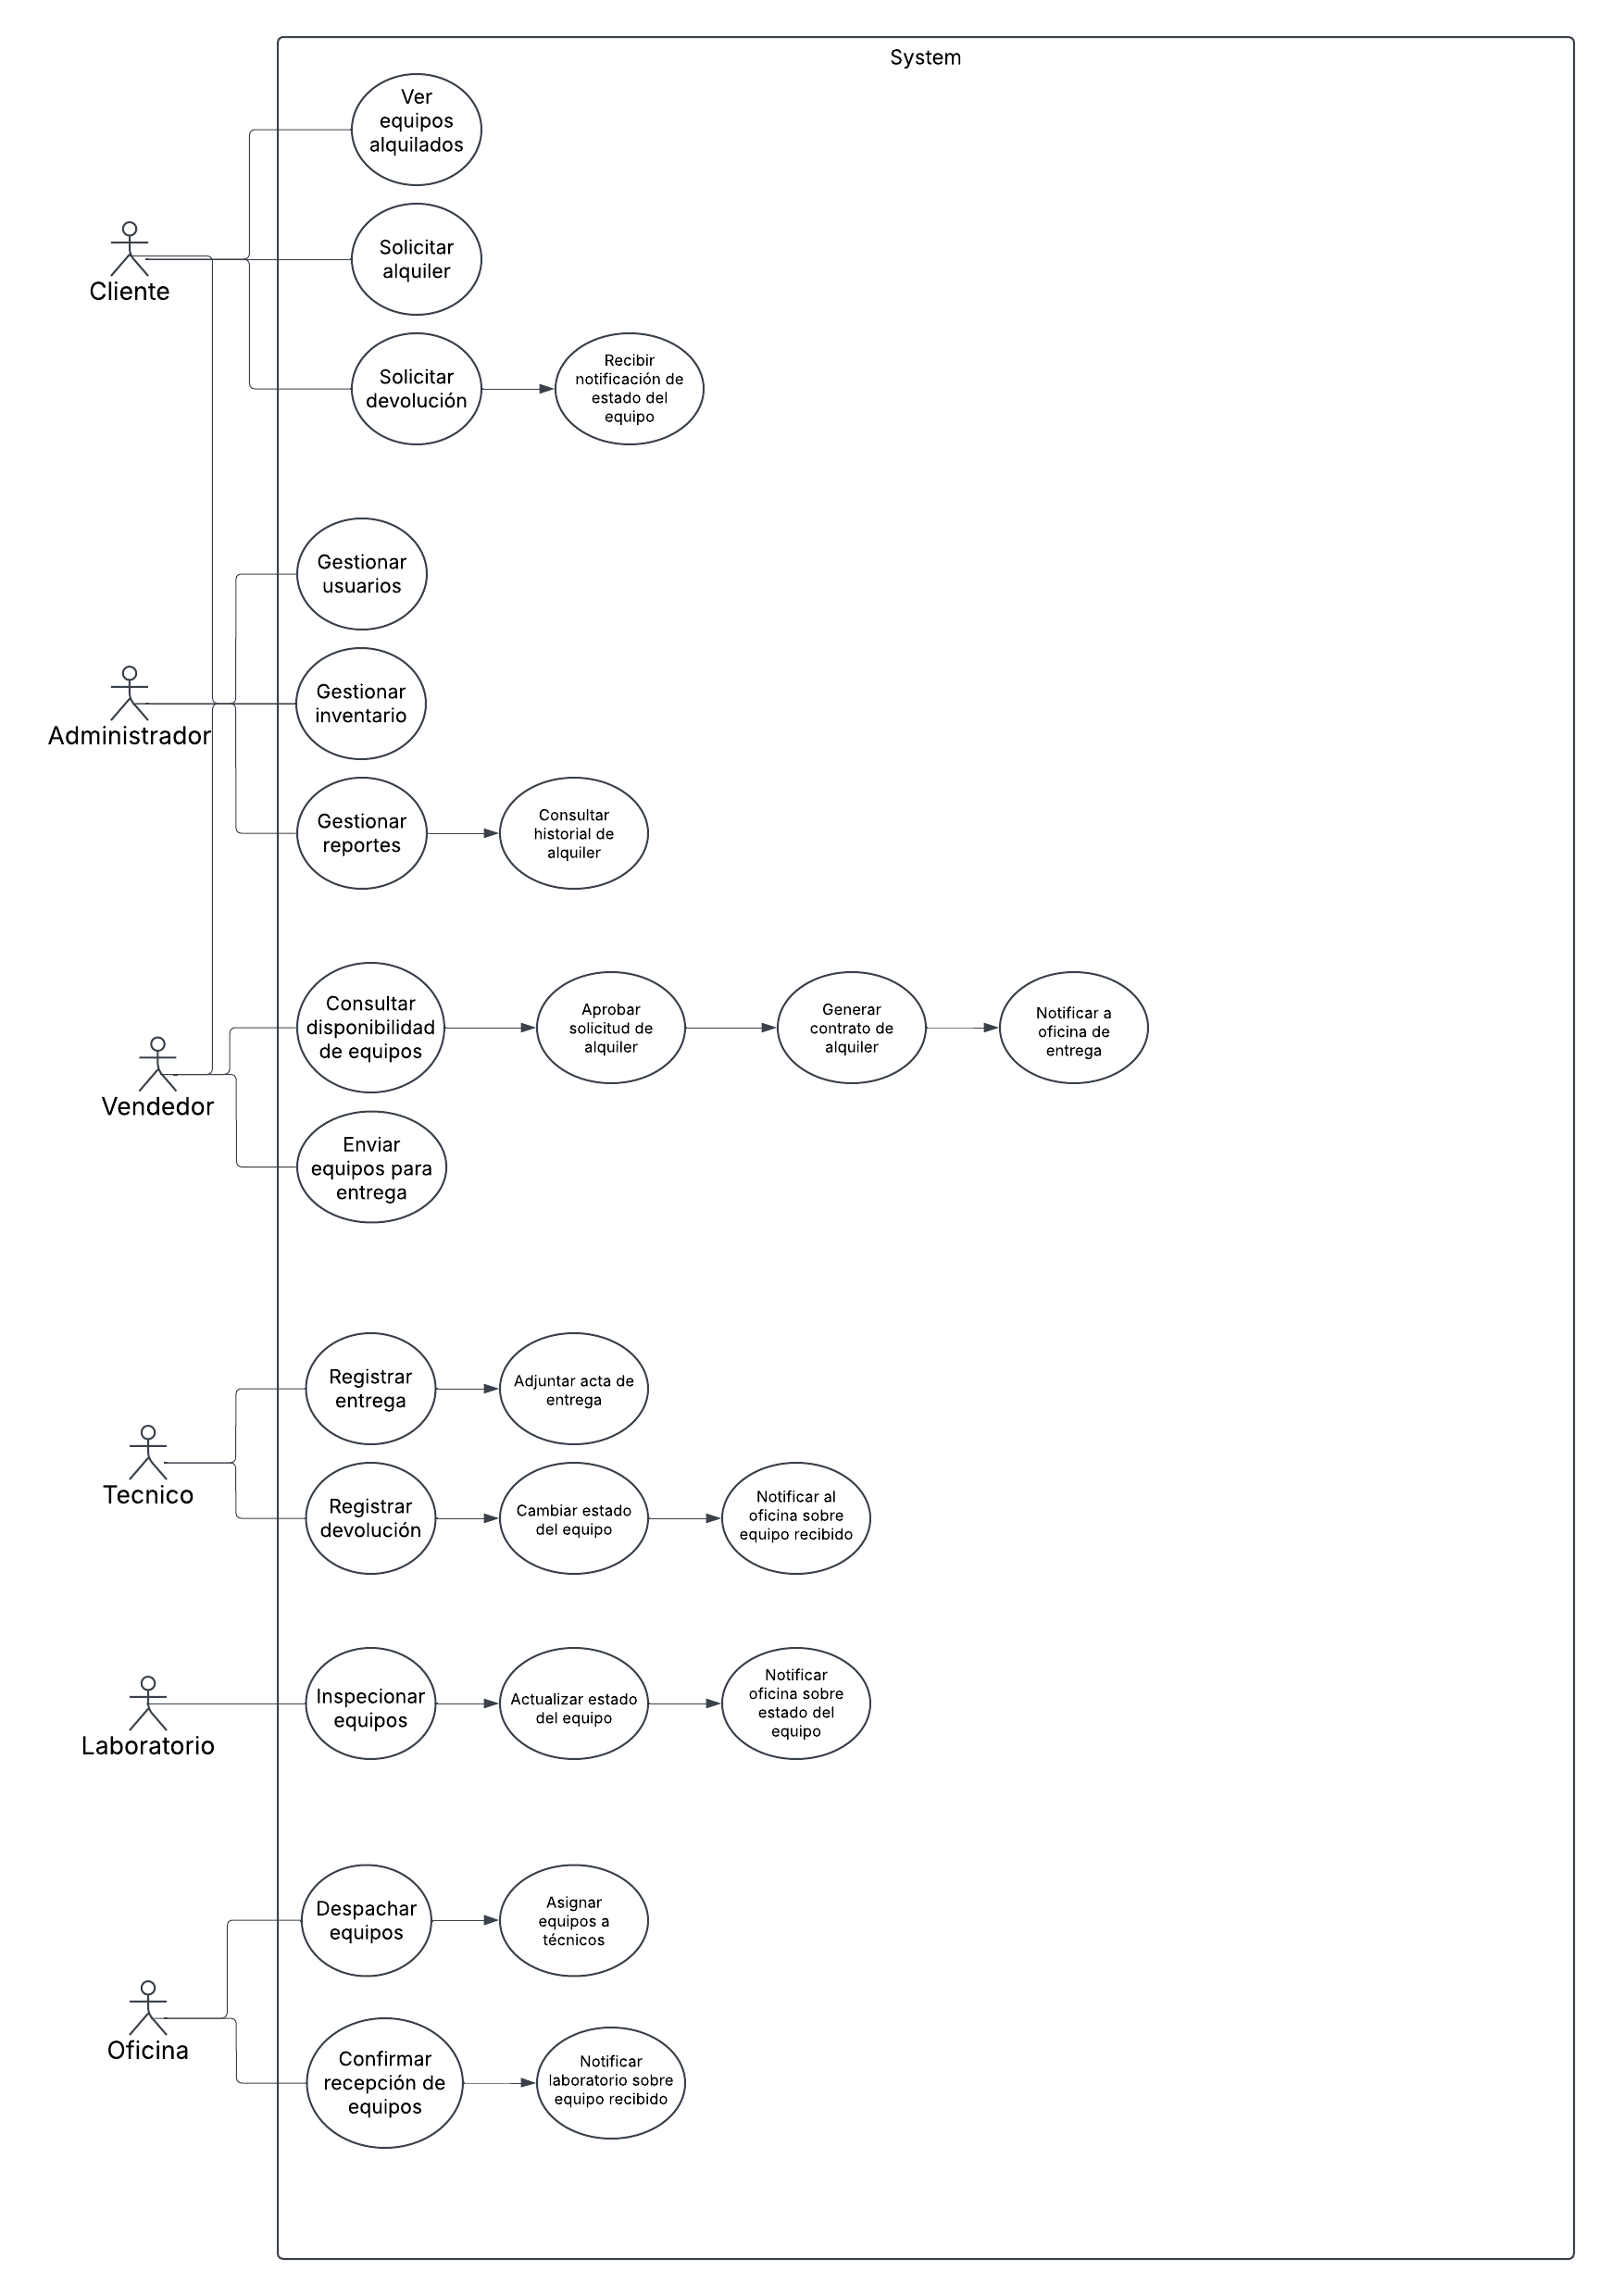 System
Ver
equipos
alquilados
Cliente
Solicitar
alquiler
Solicitar
devolución
Recibir
notificación de
estado del
equipo
Administrador
Gestionar
usuarios
Gestionar
inventario
Gestionar
reportes
Consultar
historial de
alquiler
Vendedor
Consultar
disponibilidad
de equipos
Aprobar
solicitud de
alquiler
Generar
contrato de
alquiler
Notificar a
oficina de
entrega
Enviar
equipos para
entrega
Tecnico
Registrar
entrega
Adjuntar acta de
entrega
Registrar
devolución
Cambiar estado
del equipo
Notificar al
oficina sobre
equipo recibido
Laboratorio
Inspecionar
equipos
Actualizar estado
del equipo
Notificar
oficina sobre
estado del
equipo
Oficina
Despachar
equipos
Asignar
equipos a
técnicos
Confirmar
recepción de
equipos
Notificar
laboratorio sobre
equipo recibido